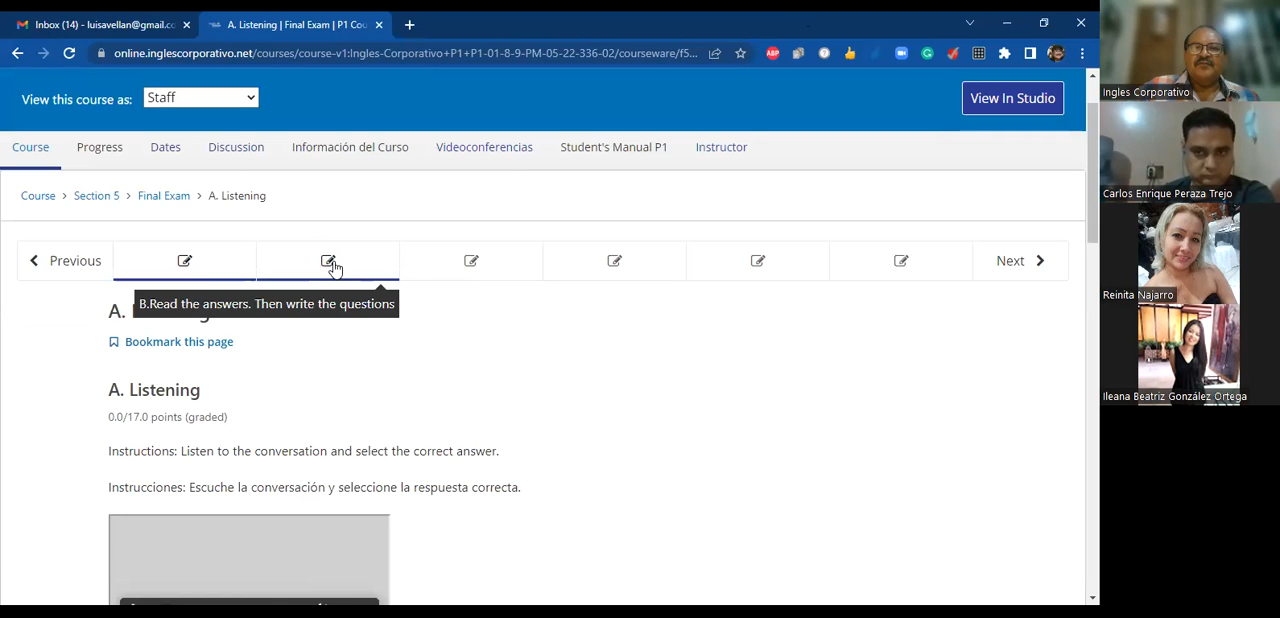 Inbox (14) - luisavellan@gmail.cc
A. Listening | Final Exam | P1 Cou
online.inglescorporativo.net/courses/course-v1:Ingles-Corporativo+P1+P1-01-8-9-PM-05-22-336-02/courseware/f5...
View this course as:
Staff
View In Studio
Course
Progress
Dates
Discussion
Información del Curso
Videoconferencias
Student's Manual P1
Instructor
Course > Section 5 > Final Exam > A. Listening
Previous
Next
B.Read the answers. Then write the questions
A.
Bookmark this page
A. Listening
0.0/17.0 points (graded)
Instructions: Listen to the conversation and select the correct answer.
Instrucciones: Escuche la conversación y seleccione la respuesta correcta.
Ingles Corporativo
Carlos Enrique Peraza Trejo
Reinita Najarro
Ileana Beatriz González Ortega